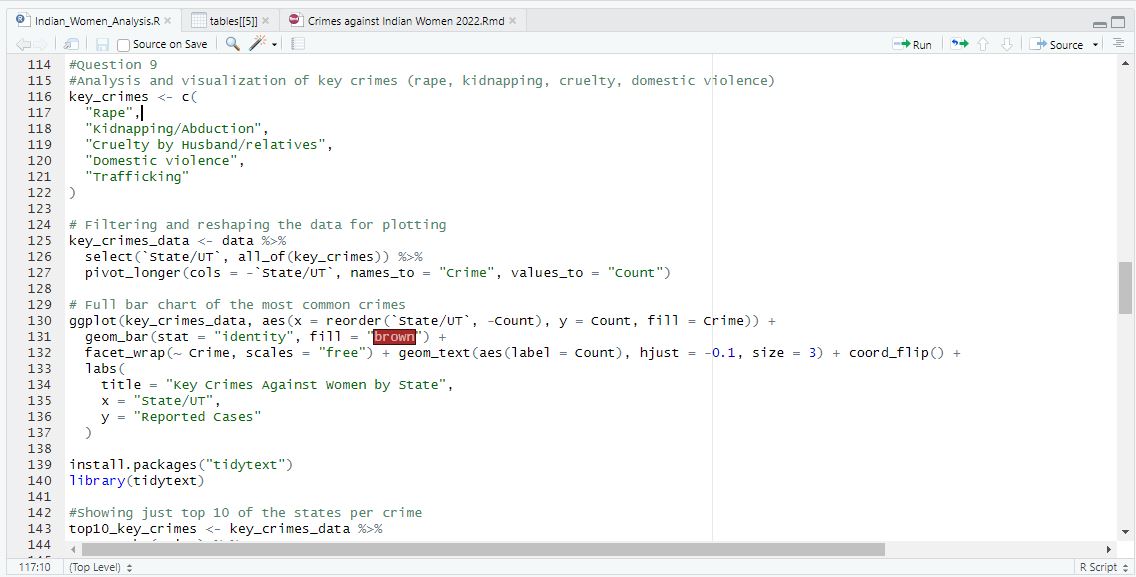 Indian_Women_Analysis.R
tables[[5]]
Crimes against Indian Women 2022.Rmd
Source on Save
Run
Source
114 #Question 9
115 #Analysis and visualization of key crimes (rape, kidnapping, cruelty, domestic violence)
116 key_crimes <- c(
117 "Rape",
118 "Kidnapping/Abduction",
119 "Cruelty by Husband/relatives",
120 "Domestic violence",
121 "Trafficking"
122 )
123
124 # Filtering and reshaping the data for plotting
125 key_crimes_data <- data %>%
126 select(`State/UT`, all_of(key_crimes)) %>%
127 pivot_longer(cols = -`State/UT`, names_to = "Crime", values_to = "Count")
128
129 # Full bar chart of the most common crimes
130 ggplot(key_crimes_data, aes(x = reorder(`State/UT`, -Count), y = Count, fill = Crime)) +
131 geom_bar(stat = "identity", fill = "brown") +
132 facet_wrap(~ Crime, scales = "free") + geom_text(aes(label = Count), hjust = -0.1, size = 3) + coord_flip() +
133 labs(
134 title = "Key Crimes Against Women by State",
135 x = "State/UT",
136 y = "Reported Cases"
137 )
138
139 install.packages("tidytext")
140 library(tidytext)
141
142 #Showing just top 10 of the states per crime
143 top10_key_crimes <- key_crimes_data %>%
144
117:10
(Top Level)
R Script